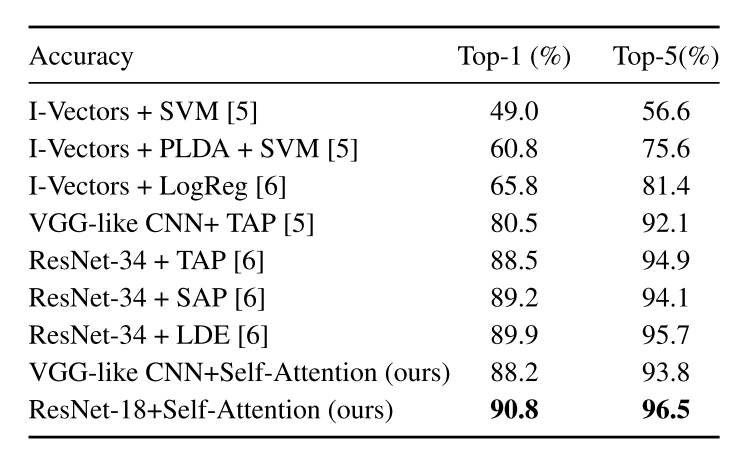 Accuracy Top-1 (%) Top-5(%)
I-Vectors + SVM [5] 49.0 56.6
I-Vectors + PLDA + SVM [5] 60.8 75.6
I-Vectors + LogReg [6] 65.8 81.4
VGG-like CNN+ TAP [5] 80.5 92.1
ResNet-34 + TAP [6] 88.5 94.9
ResNet-34 + SAP [6] 89.2 94.1
ResNet-34 + LDE [6] 89.9 95.7
VGG-like CNN+Self-Attention (ours) 88.2 93.8
ResNet-18+Self-Attention (ours) 90.8 96.5